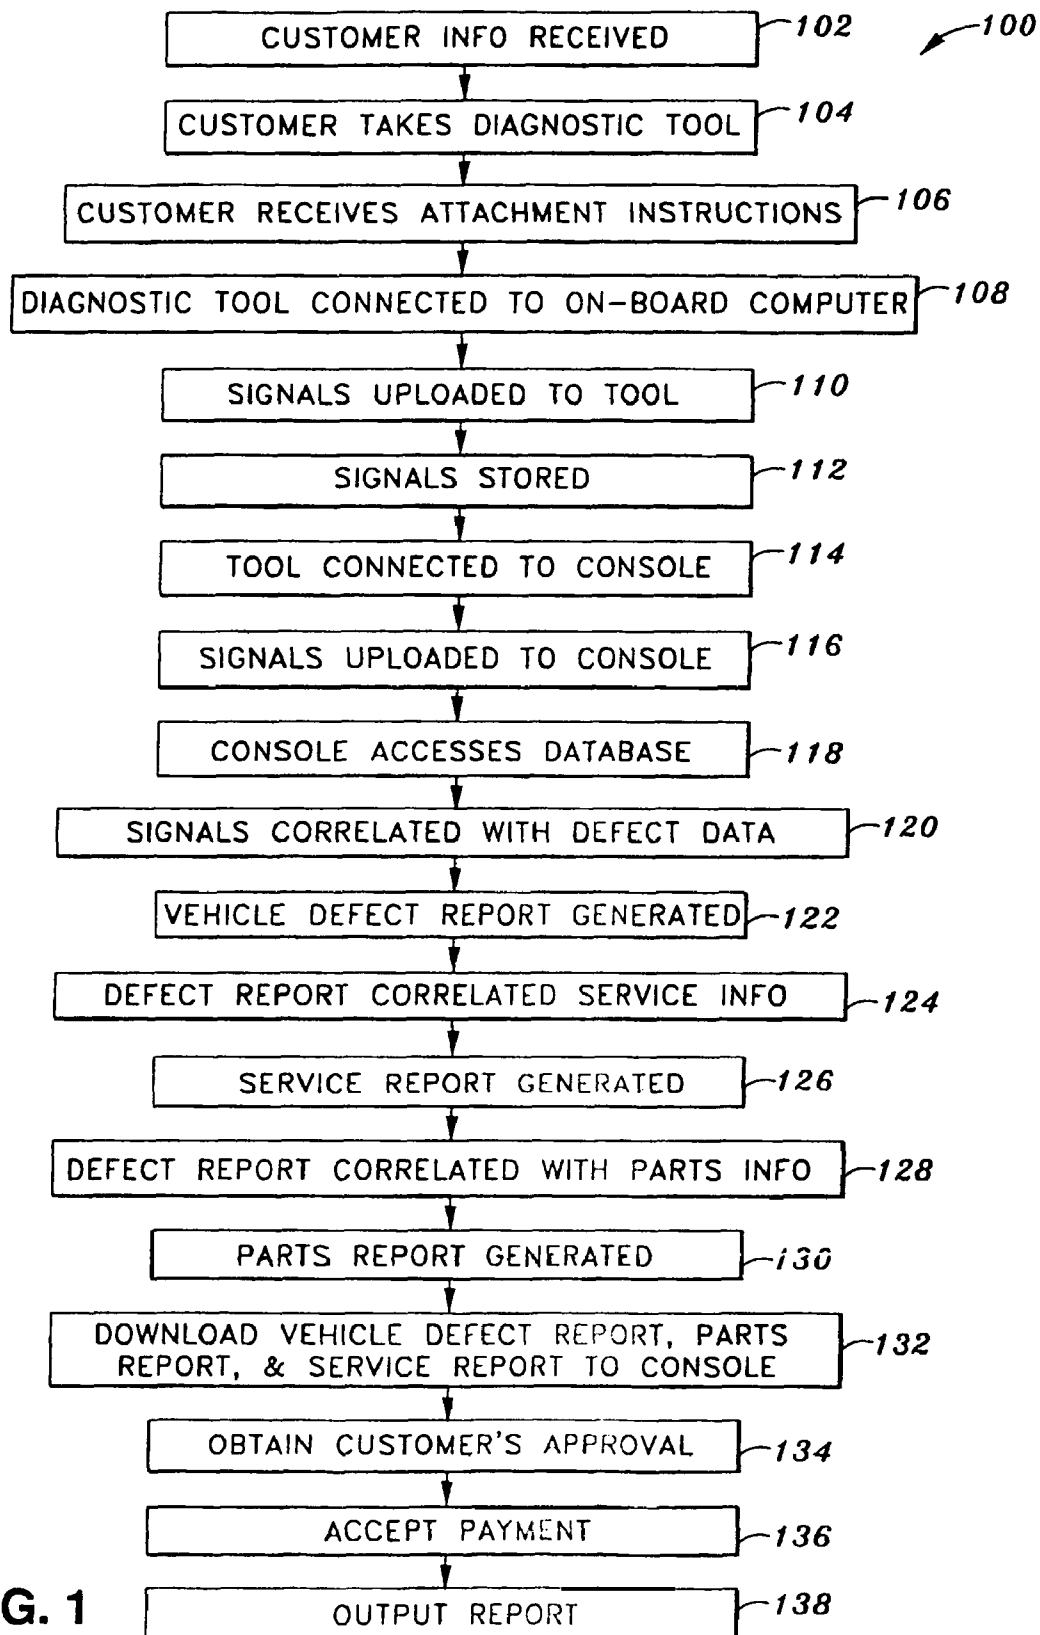 CUSTOMER INFO RECEIVED 102
100
CUSTOMER TAKES DIAGNOSTIC TOOL 104
CUSTOMER RECEIVES ATTACHMENT INSTRUCTIONS 106
DIAGNOSTIC TOOL CONNECTED TO ON-BOARD COMPUTER 108
SIGNALS UPLOADED TO TOOL 110
SIGNALS STORED 112
TOOL CONNECTED TO CONSOLE 114
SIGNALS UPLOADED TO CONSOLE 116
CONSOLE ACCESSES DATABASE 118
SIGNALS CORRELATED WITH DEFECT DATA 120
VEHICLE DEFECT REPORT GENERATED 122
DEFECT REPORT CORRELATED SERVICE INFO 124
SERVICE REPORT GENERATED 126
DEFECT REPORT CORRELATED WITH PARTS INFO 128
PARTS REPORT GENERATED 130
DOWNLOAD VEHICLE DEFECT REPORT, PARTS
REPORT, & SERVICE REPORT TO CONSOLE 132
OBTAIN CUSTOMER'S APPROVAL 134
ACCEPT PAYMENT 136
OUTPUT REPORT 138
G. 1